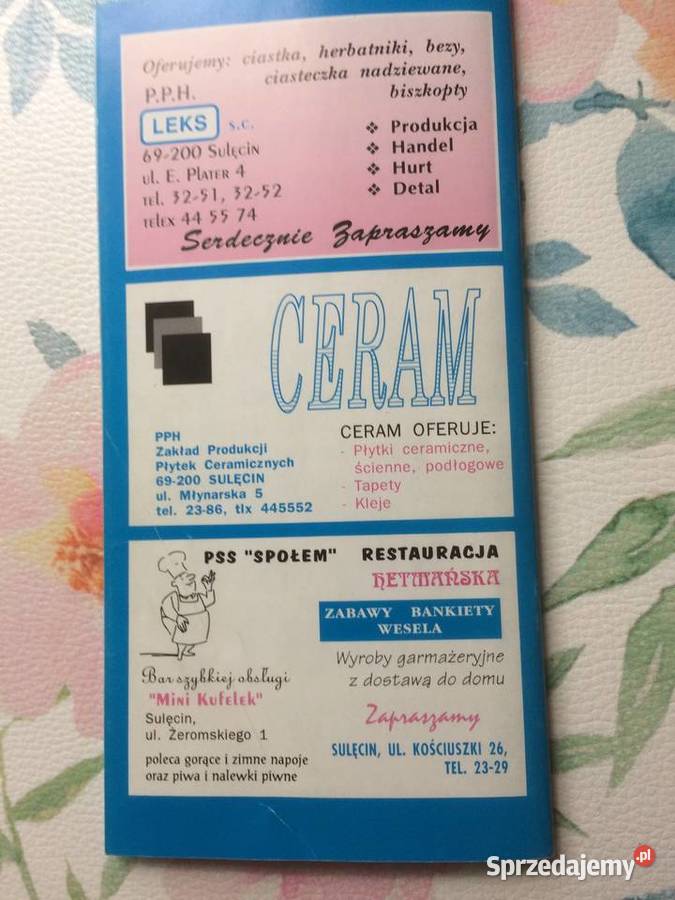 Oferujemy: ciastka, herbatniki, bezy,
ciasteczka nadziewane,
biszkopty
P.P.H.
LEKS s.c.
69-200 Sulęcin
ul. E. Plater 4
tel. 32-51, 32-52
telex 44 55 74
❖ Produkcja
❖ Handel
❖ Hurt
❖ Detal
Serdecznie Zapraszamy
CERAM
PPH
Zakład Produkcji
Płytek Ceramicznych
69-200 SULĘCIN
ul. Młynarska 5
tel. 23-86, tlx 445552
CERAM OFERUJE:
- Płytki ceramiczne,
ścienne, podłogowe
- Tapety
- Kleje
PSS "SPOŁEM" RESTAURACJA
HETMAŃSKA
ZABAWY BANKIETY
WESELA
Wyroby garmażeryjne
z dostawą do domu
Bar szybkiej obsługi
"Mini Kufelek"
Sulęcin,
ul. Żeromskiego 1
poleca gorące i zimne napoje
oraz piwa i nalewki piwne
Zapraszamy
SULĘCIN, UL. KOŚCIUSZKI 26,
TEL. 23-29
Sprzedajemy.pl